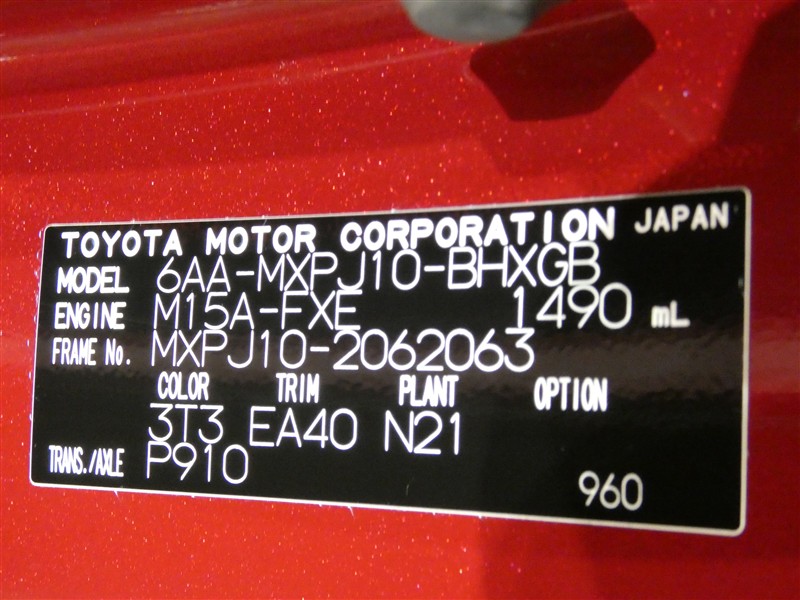 TOYOTA MOTOR CORPORATION JAPAN
MODEL 6AA-MXPJ10-BHXGB
ENGINE M15A-FXE 1490 mL
FRAME No. MXPJ10-2062063
COLOR TRIM PLANT OPTION
3T3 EA40 N21
TRANS./AXLE P910
960